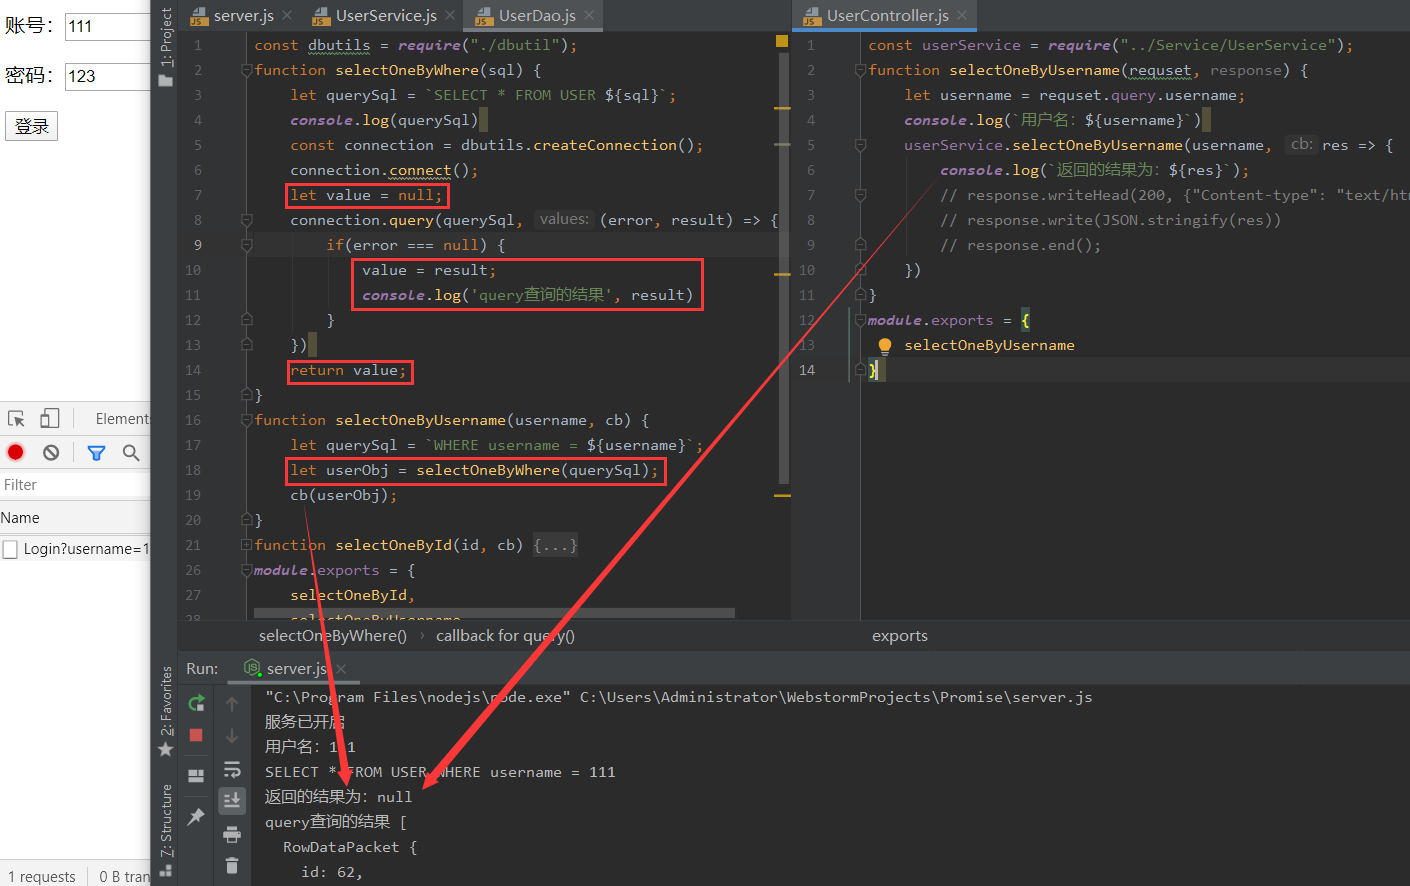 账号： 111
密码： 123
登录
Elements
Filter
Name
Login?username=1
1 requests
0 B tran
1: Project
2: Favorites
7: Structure
server.js
UserService.js
UserDao.js
1 const dbutils = require("./dbutil");
2 function selectOneByWhere(sql) {
3 let querySql = `SELECT * FROM USER ${sql}`;
4 console.log(querySql)
5 const connection = dbutils.createConnection();
6 connection.connect();
7 let value = null;
8 connection.query(querySql, values: (error, result) => {
9 if(error === null) {
10 value = result;
11 console.log('query查询的结果', result)
12 }
13 })
14 return value;
15 }
16 function selectOneByUsername(username, cb) {
17 let querySql = `WHERE username = ${username}`;
18 let userObj = selectOneByWhere(querySql);
19 cb(userObj);
20 }
21 function selectOneById(id, cb) {...}
26 module.exports = {
27 selectOneById,
28 selectOneByUsername
selectOneByWhere() › callback for query()
UserController.js
1 const userService = require("../Service/UserService");
2 function selectOneByUsername(requset, response) {
3 let username = requset.query.username;
4 console.log(`用户名：${username}`)
5 userService.selectOneByUsername(username, cb: res => {
6 console.log(`返回的结果为：${res}`);
7 // response.writeHead(200, {"Content-type": "text/ht
8 // response.write(JSON.stringify(res))
9 // response.end();
10 })
11 }
12 module.exports = {
13 selectOneByUsername
14 }
exports
Run: server.js
"C:\Program Files\nodejs\node.exe" C:\Users\Administrator\WebstormProjects\Promise\server.js
服务已开启
用户名：111
SELECT * FROM USER WHERE username = 111
返回的结果为：null
query查询的结果 [
RowDataPacket {
id: 62,